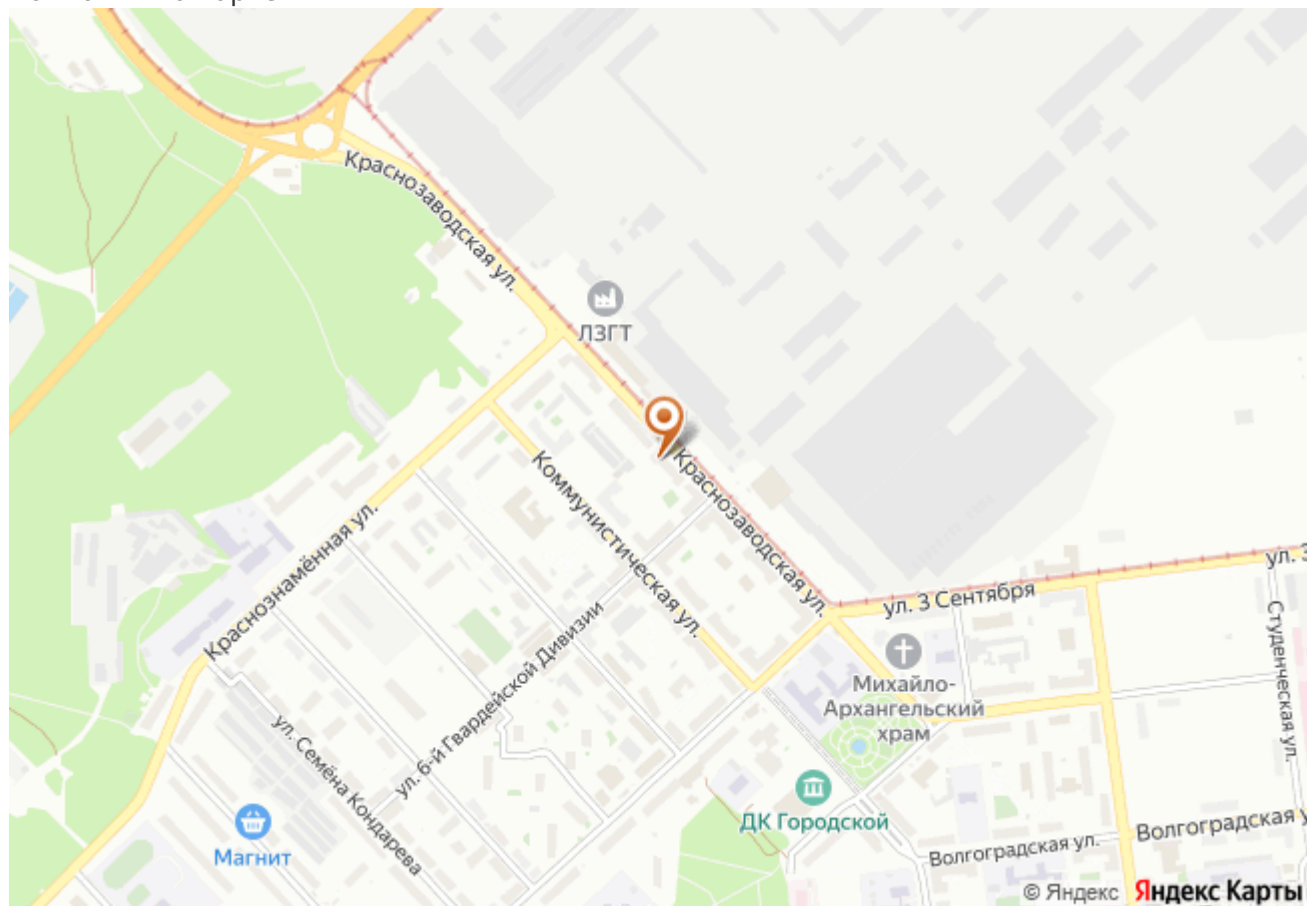 Краснозаводская ул.
ЛЗГТ
Коммунистическая ул.
Краснозаводская ул.
Краснознамённая ул.
ул. 3 Сентября
ул. 3
ул. 6-й Гвардейской Дивизии
Михайло-
Архангельский
храм
Студенческая ул.
ул. Семёна Кондарева
ДК Городской
Магнит
Волгоградская ул.
Волгоградская у
© Яндекс Яндекс Карты